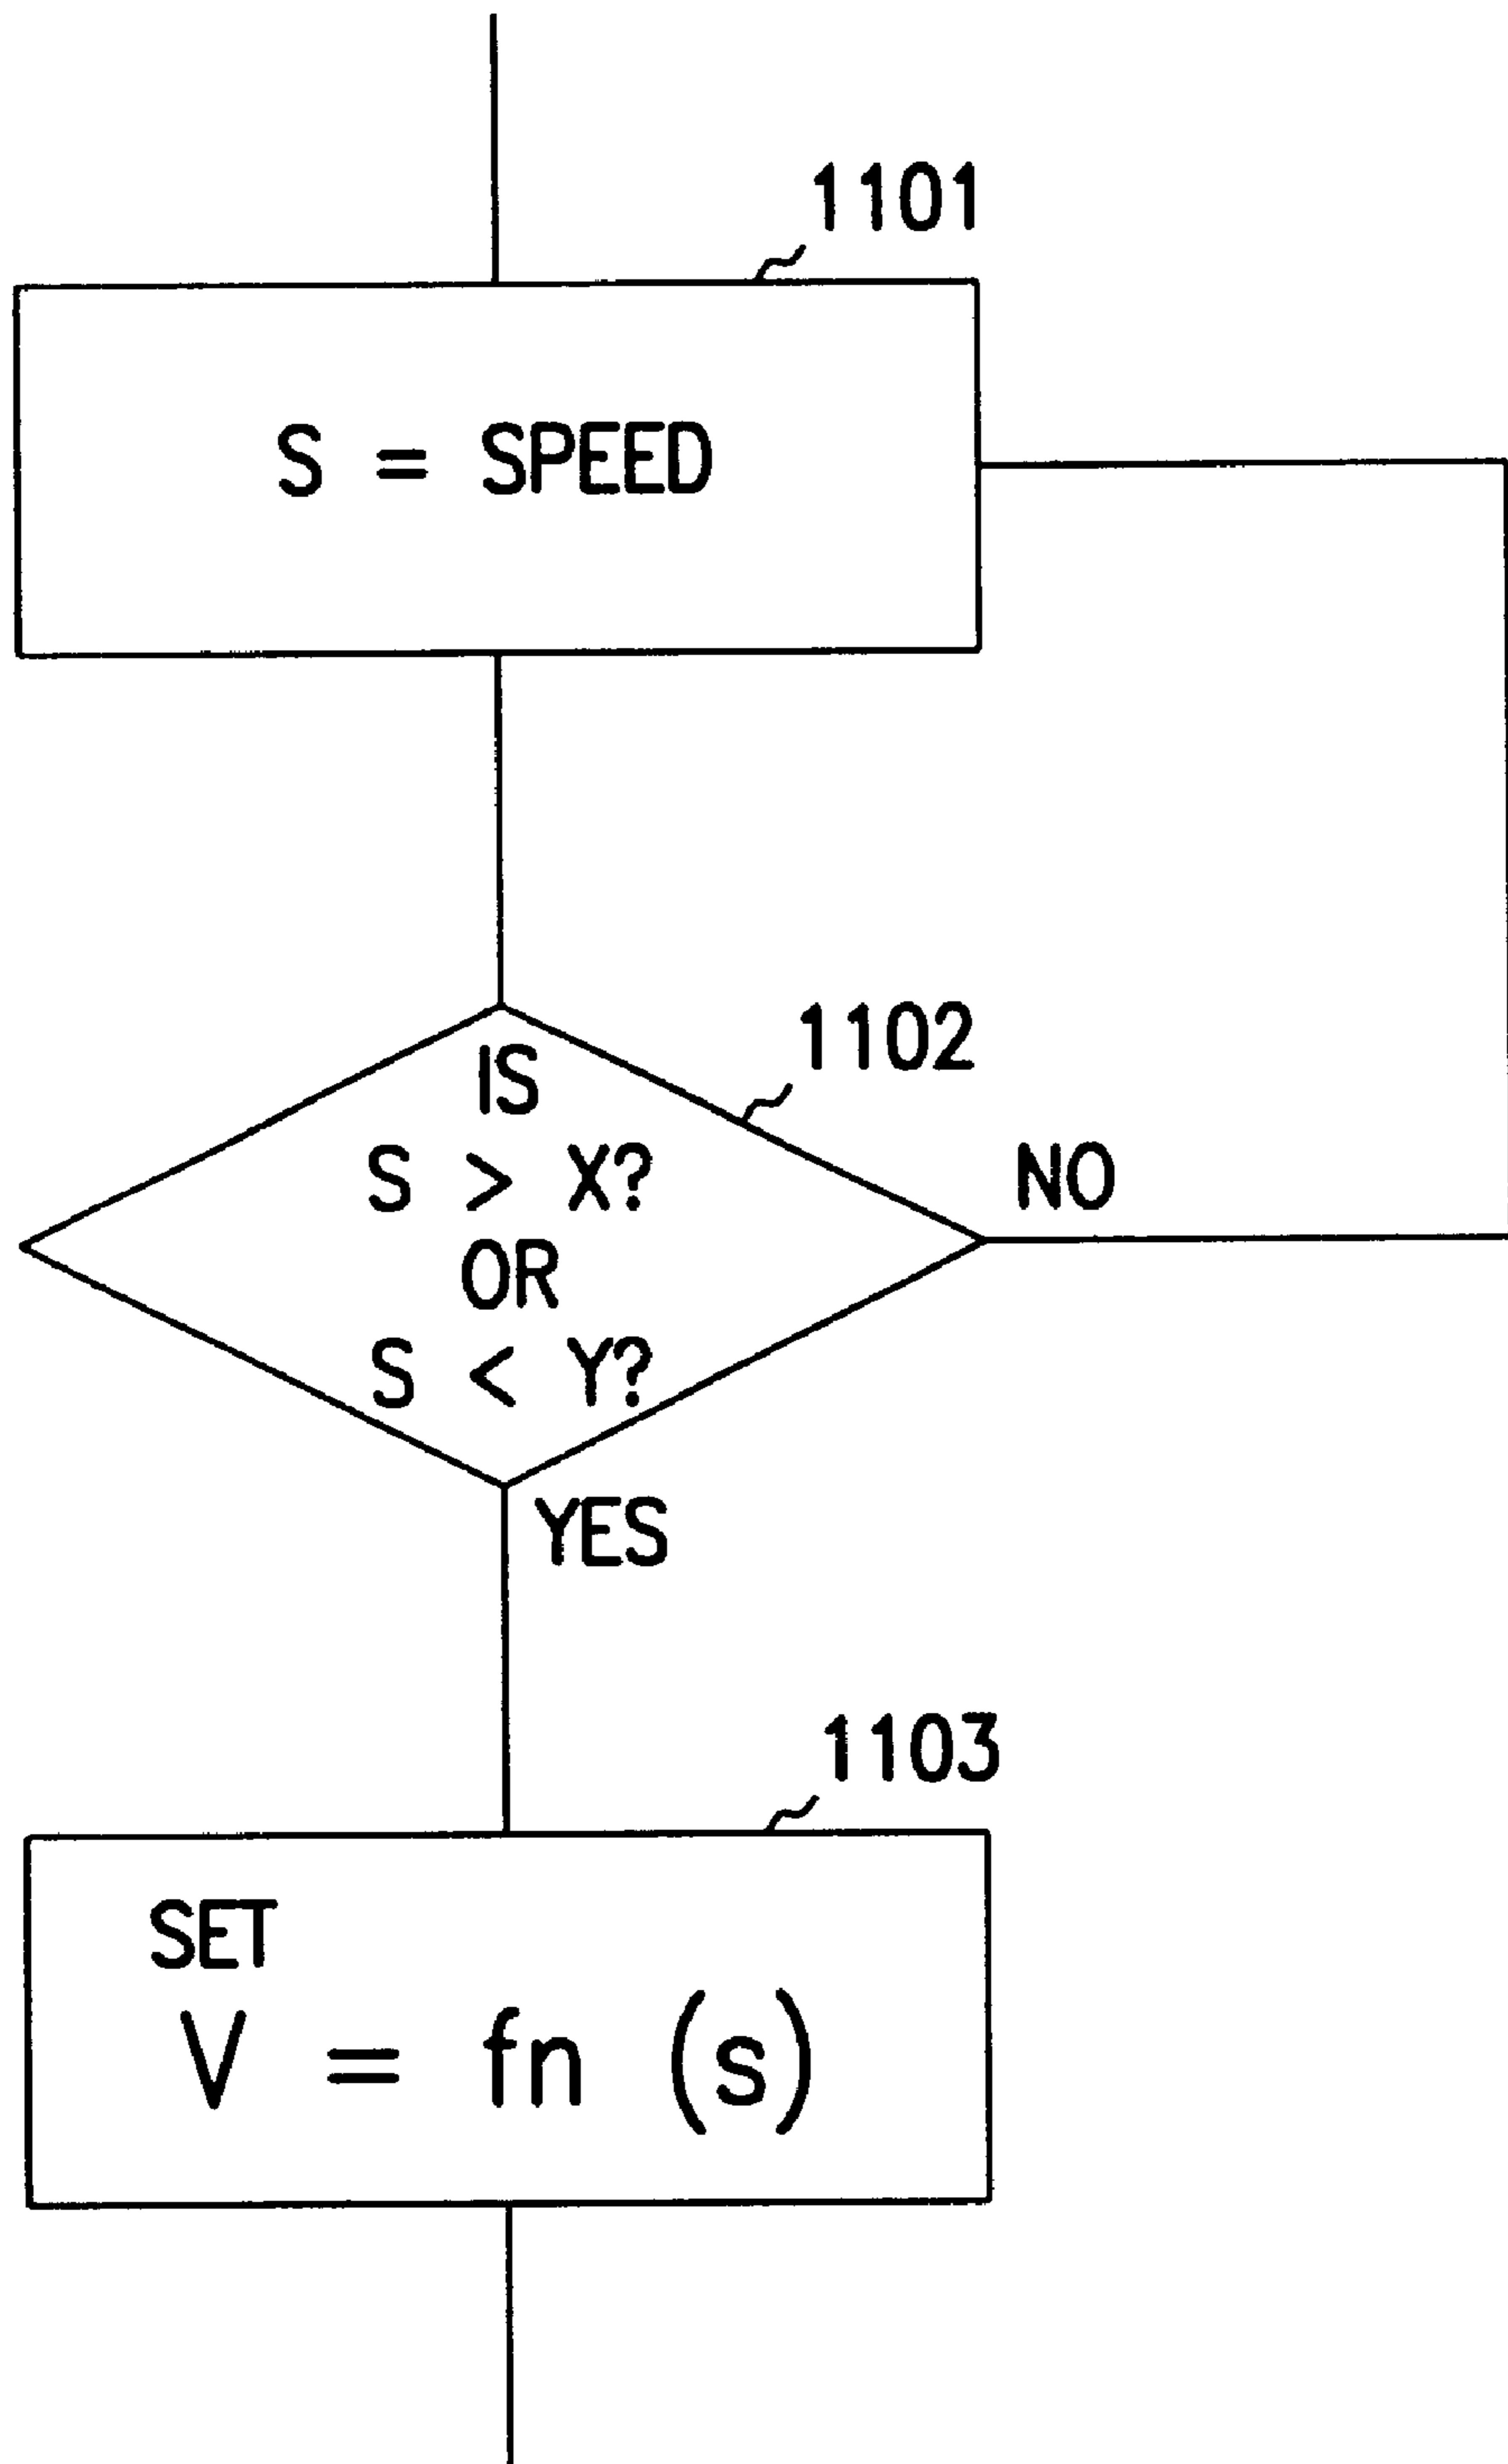 1101
S = SPEED
1102
IS
S > X?
OR
S < Y?
NO
YES
1103
SET
V = fn (s)